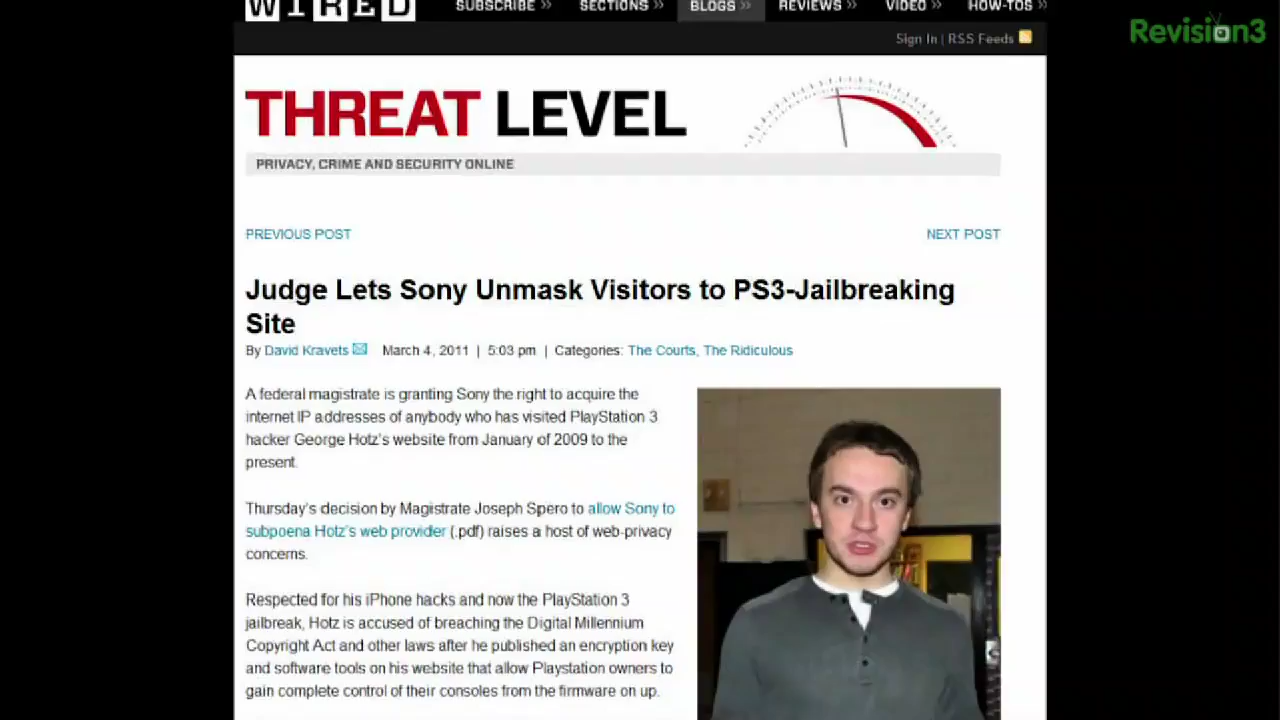 WIRED SUBSCRIBE >> SECTIONS >> BLOGS >> REVIEWS >> VIDEO >> HOW-TOS >>
Revision3
Sign In | RSS Feeds
THREAT LEVEL
PRIVACY, CRIME AND SECURITY ONLINE
PREVIOUS POST NEXT POST
Judge Lets Sony Unmask Visitors to PS3-Jailbreaking
Site
By David Kravets March 4, 2011 | 5:03 pm | Categories: The Courts, The Ridiculous
A federal magistrate is granting Sony the right to acquire the
internet IP addresses of anybody who has visited PlayStation 3
hacker George Hotz's website from January of 2009 to the
present.
Thursday's decision by Magistrate Joseph Spero to allow Sony to
subpoena Hotz's web provider (.pdf) raises a host of web-privacy
concerns.
Respected for his iPhone hacks and now the PlayStation 3
jailbreak, Hotz is accused of breaching the Digital Millennium
Copyright Act and other laws after he published an encryption key
and software tools on his website that allow Playstation owners to
gain complete control of their consoles from the firmware on up.